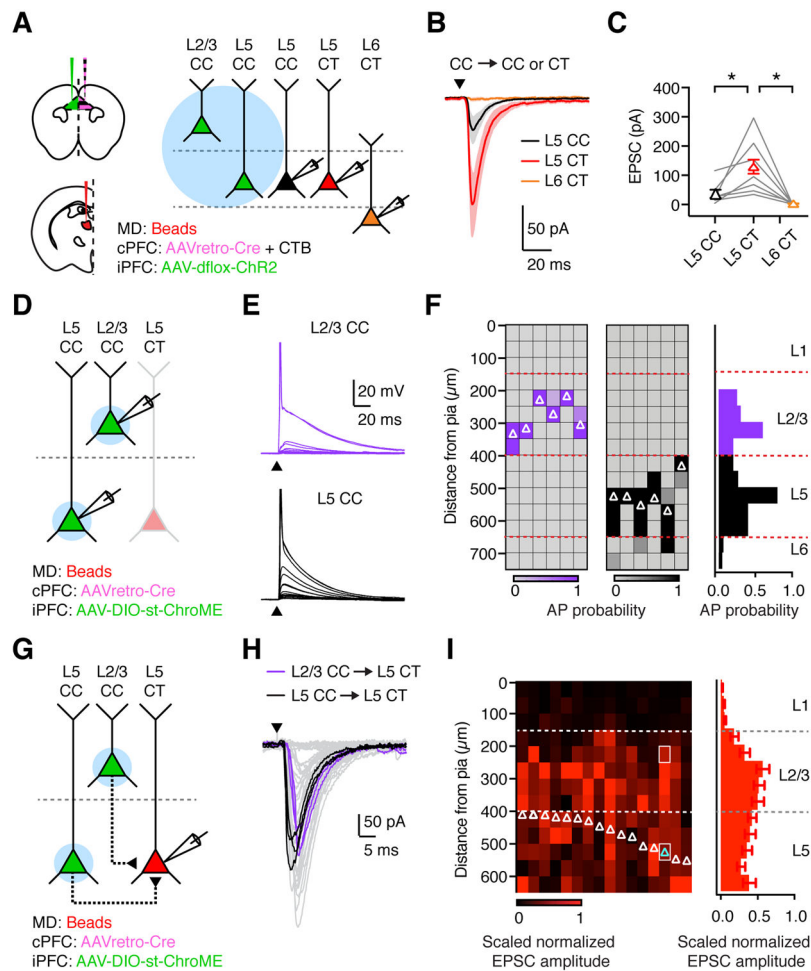 A
L2/3 L5 L5 L5 L6
CC CC CC CT CT
MD: Beads
cPFC: AAVretro-Cre + CTB
iPFC: AAV-dflox-ChR2
B
CC → CC or CT
L5 CC
L5 CT
L6 CT
50 pA
20 ms
C
* *
EPSC (pA)
400
300
200
100
0
L5 CC
L5 CT
L6 CT
D
L5 L2/3 L5
CC CC CT
MD: Beads
cPFC: AAVretro-Cre
iPFC: AAV-DIO-st-ChroME
E
L2/3 CC
20 mV
20 ms
L5 CC
F
Distance from pia (µm)
0
100
200
300
400
500
600
700
0 1
0 1
AP probability
L1
L2/3
L5
L6
0 0.4 0.8
AP probability
G
L5 L2/3 L5
CC CC CT
MD: Beads
cPFC: AAVretro-Cre
iPFC: AAV-DIO-st-ChroME
H
L2/3 CC → L5 CT
L5 CC → L5 CT
50 pA
5 ms
I
Distance from pia (µm)
0
100
200
300
400
500
600
0 1
Scaled normalized
EPSC amplitude
L1
L2/3
L5
0 0.5 1.0
Scaled normalized
EPSC amplitude